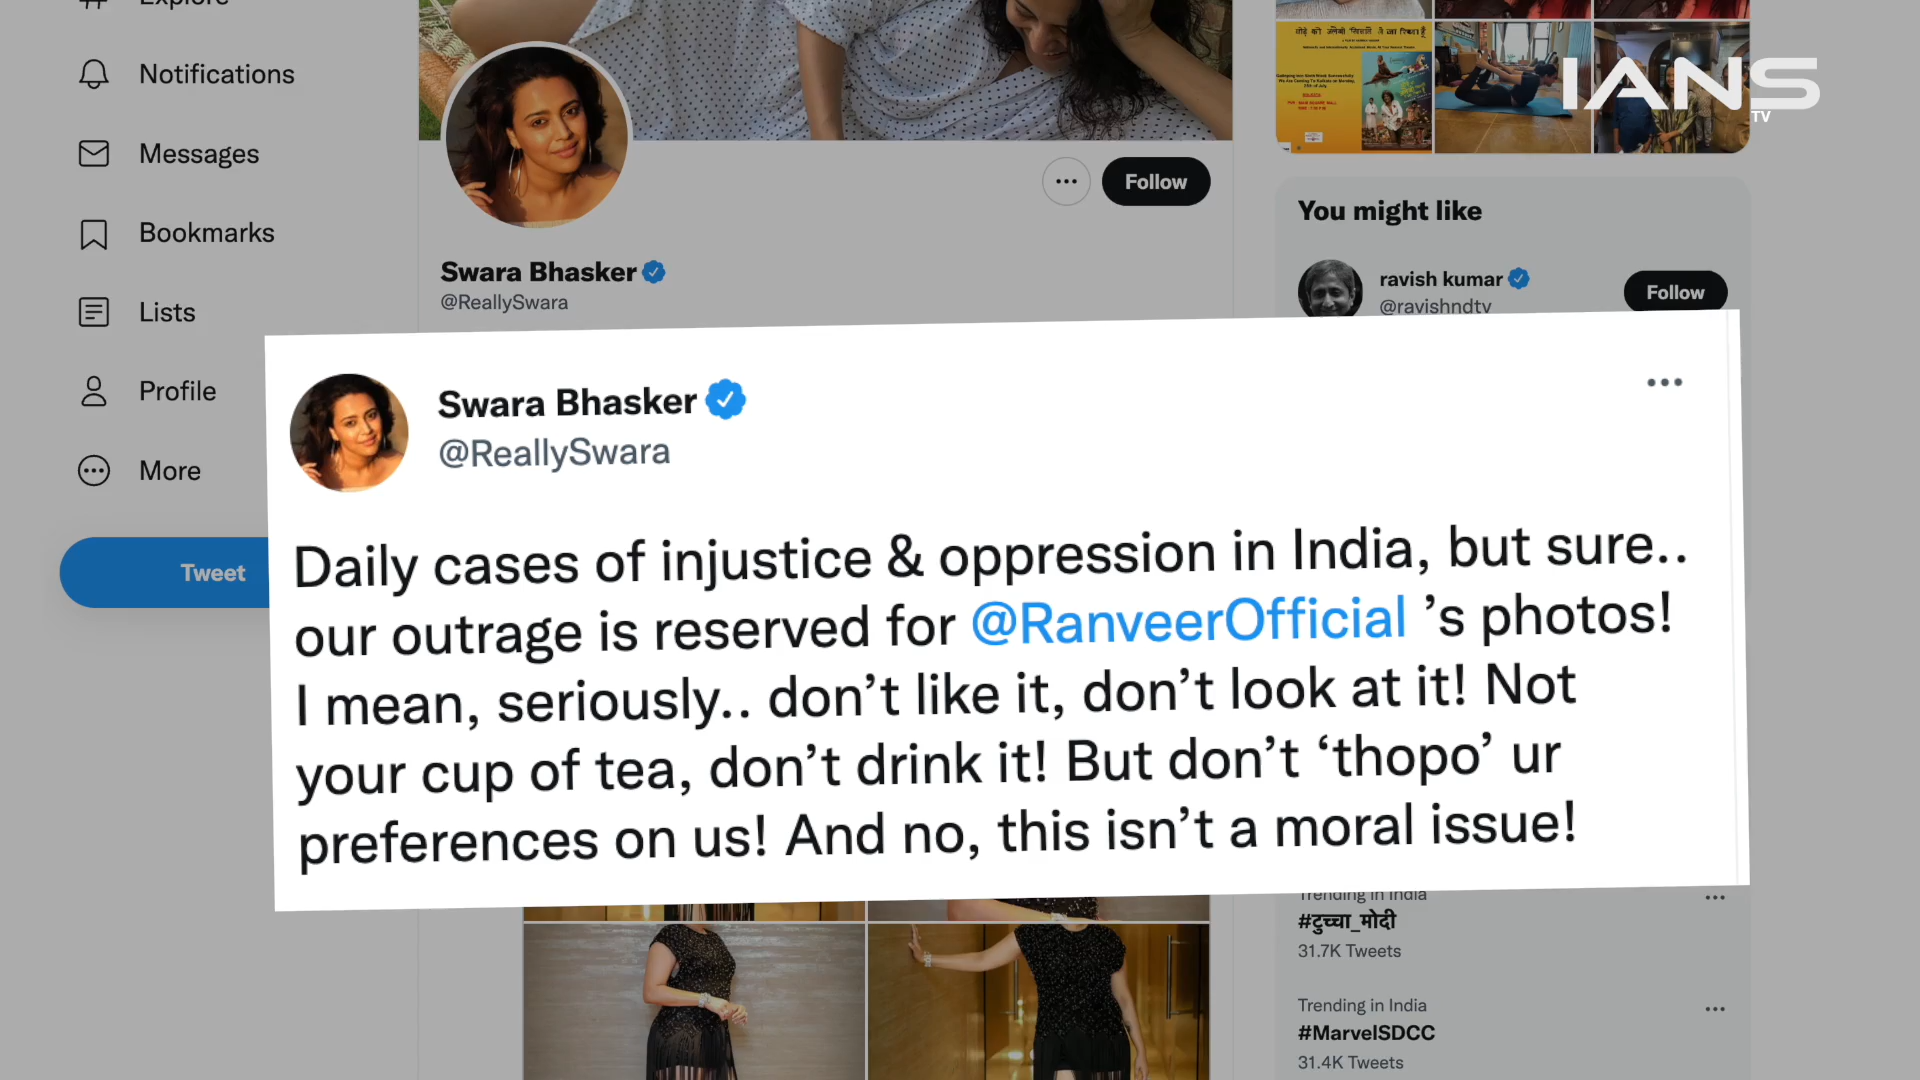 Explore
Notifications
Messages
Bookmarks
Lists
Profile
More
Tweet
Follow
Swara Bhasker
@ReallySwara
IANS
TV
You might like
ravish kumar
@ravishndtv
Follow
Swara Bhasker
@ReallySwara
Daily cases of injustice & oppression in India, but sure..
our outrage is reserved for @RanveerOfficial 's photos!
I mean, seriously.. don't like it, don't look at it! Not
your cup of tea, don't drink it! But don't 'thopo' ur
preferences on us! And no, this isn't a moral issue!
Trending in India
#टुच्चा_मोदी
31.7K Tweets
Trending in India
#MarvelSDCC
31.4K Tweets